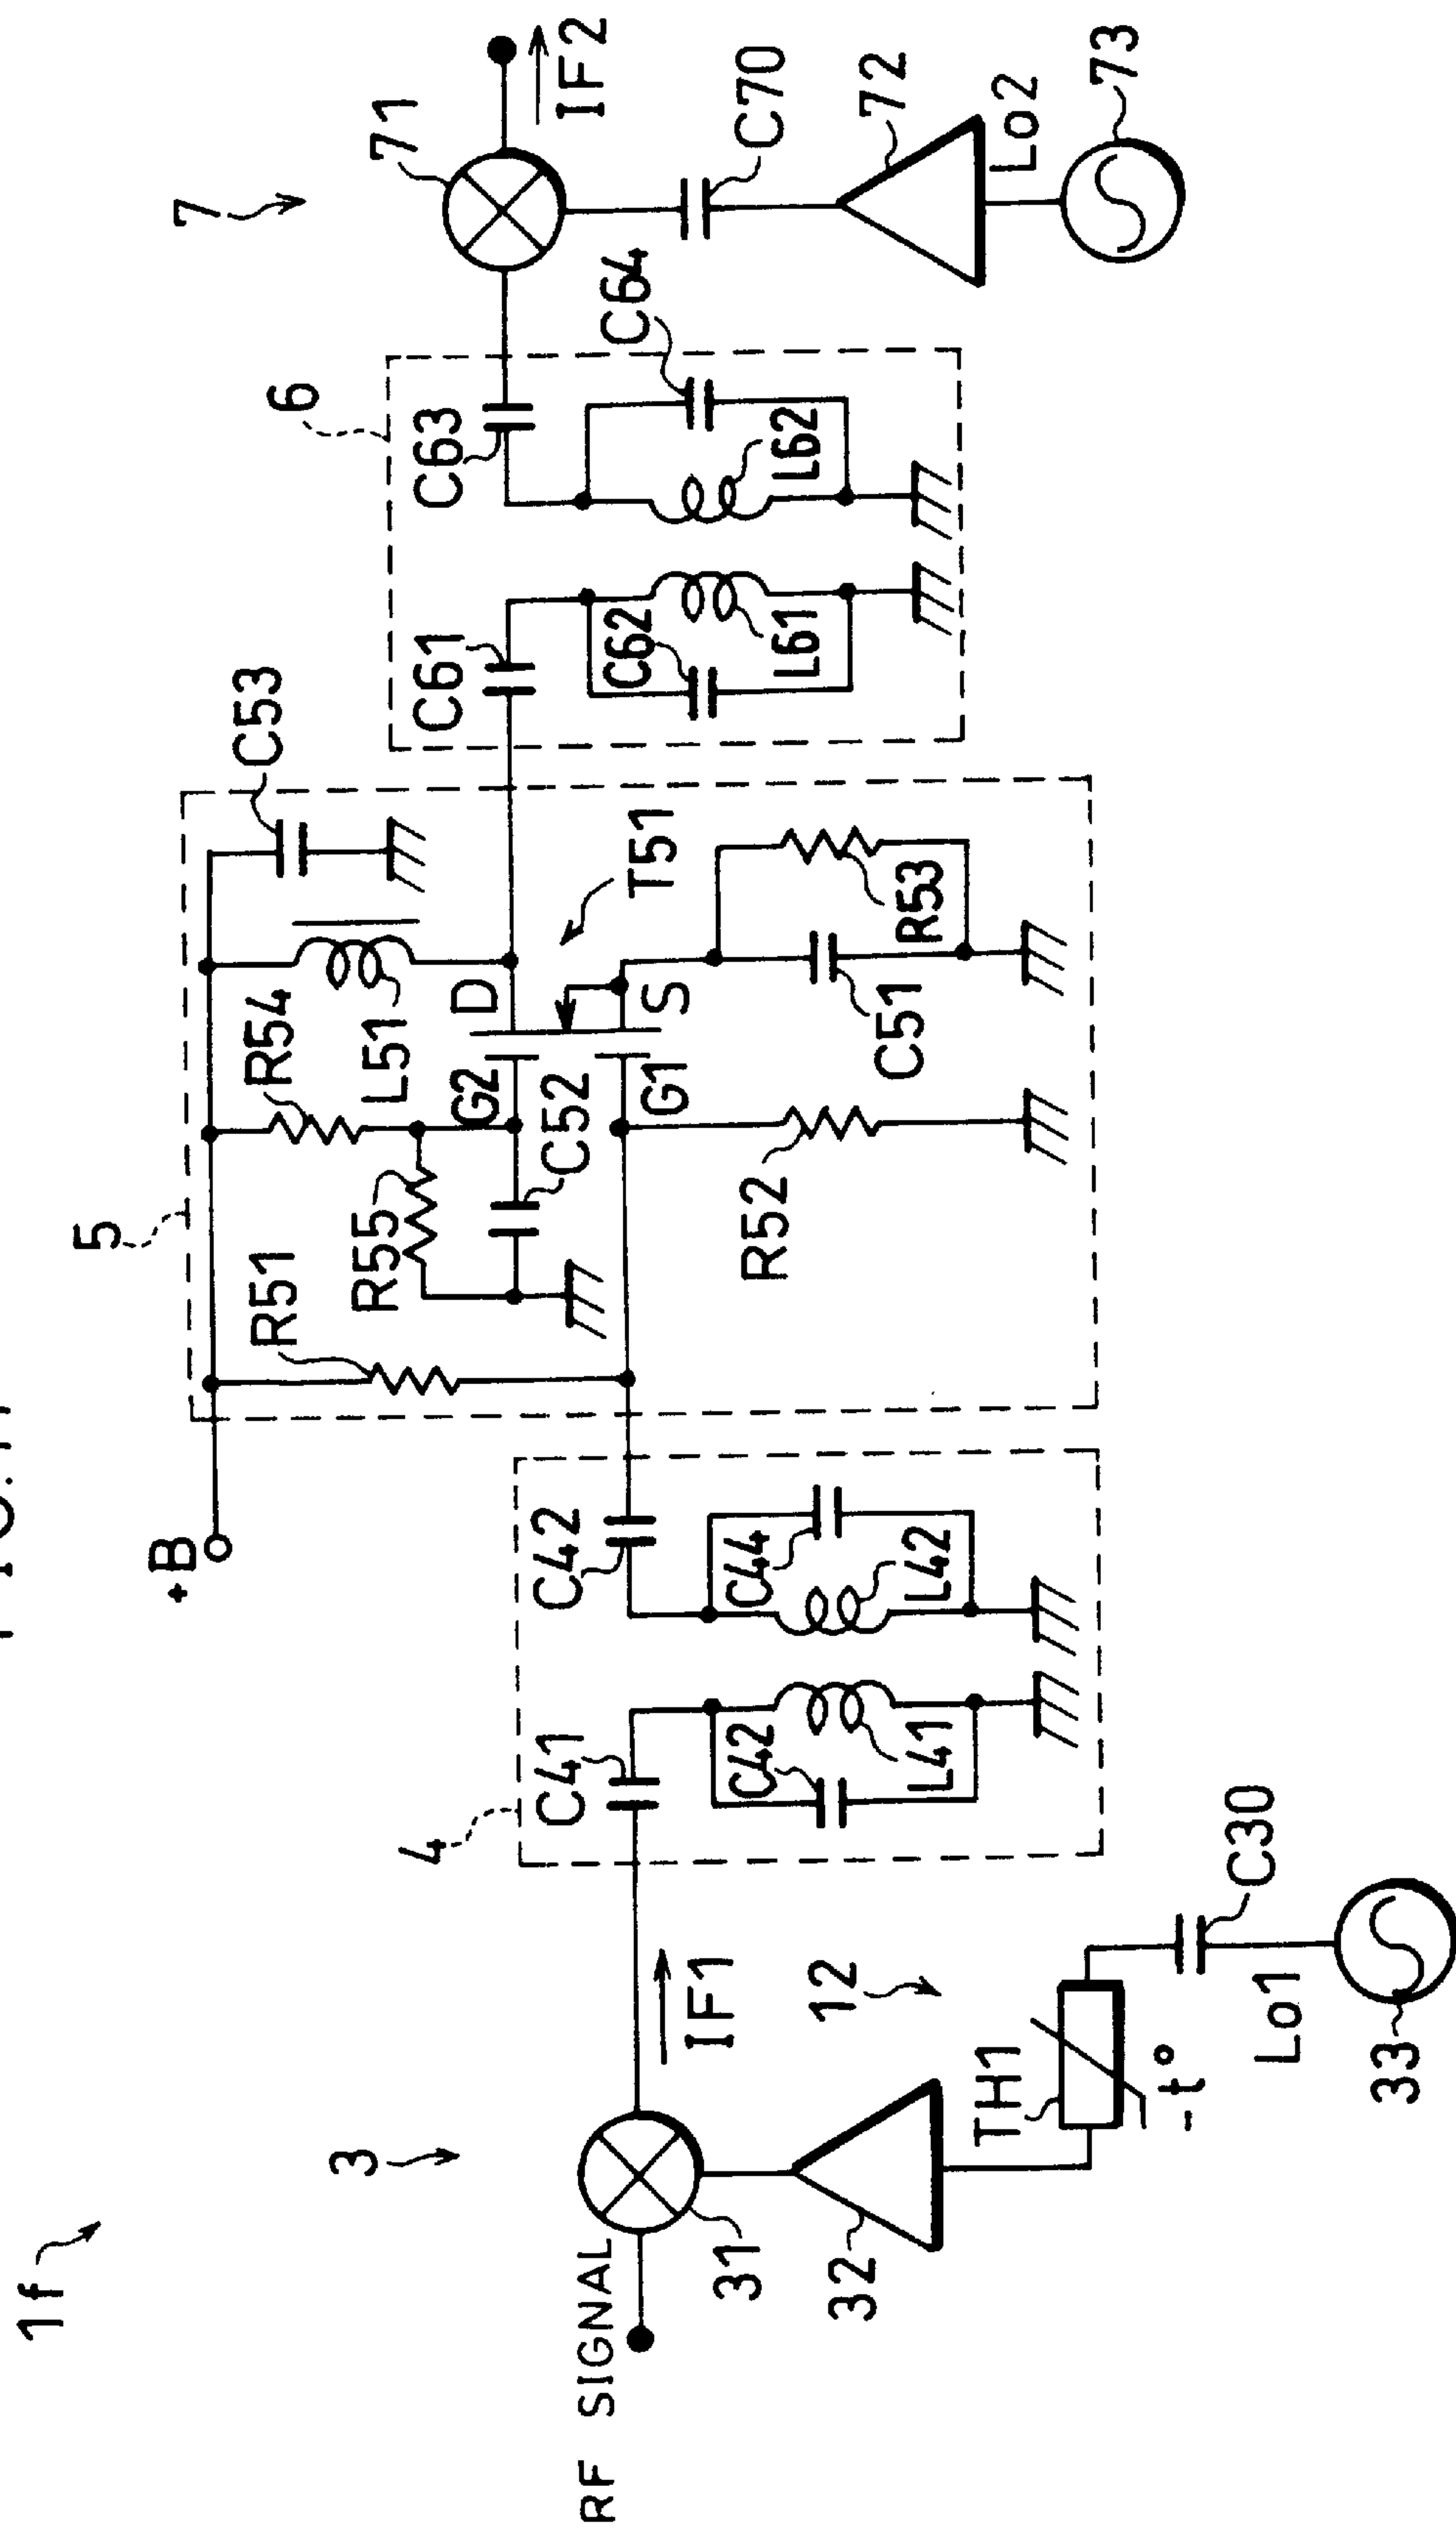 1f
3
RF SIGNAL
31
32
IF1
12
TH1
-t°
Lo1
C30
33
4
C41
C42
L41
C42
C44
L42
+B
5
R51
R55
R54
L51
C53
G2
D
C52
G1
S
T51
R52
C51
R53
6
C61
C62
L61
C63
C64
L62
7
71
IF2
C70
72
Lo2
73